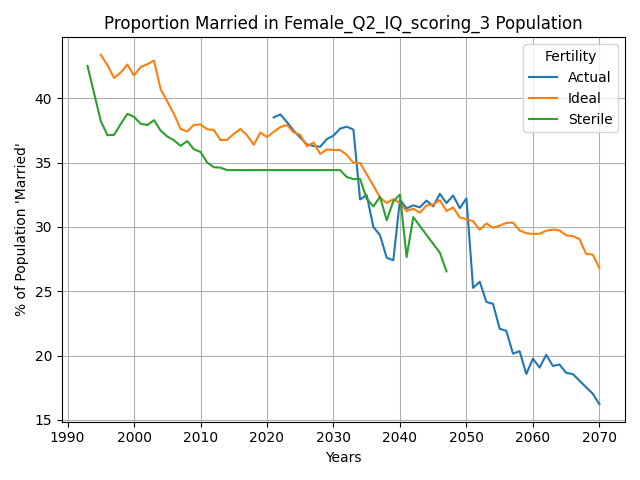 Proportion Married in Female_Q2_IQ_scoring_3 Population
Fertility
Actual
Ideal
Sterile
% of Population 'Married'
40
35
30
25
20
15
1990 2000 2010 2020 2030 2040 2050 2060 2070
Years